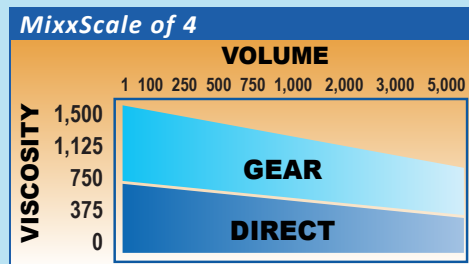 MixxScale of 4
VOLUME
1 100 250 500 750 1,000 2,000 3,000 5,000
VISCOSITY
1,500
1,125
750
375
0
GEAR
DIRECT